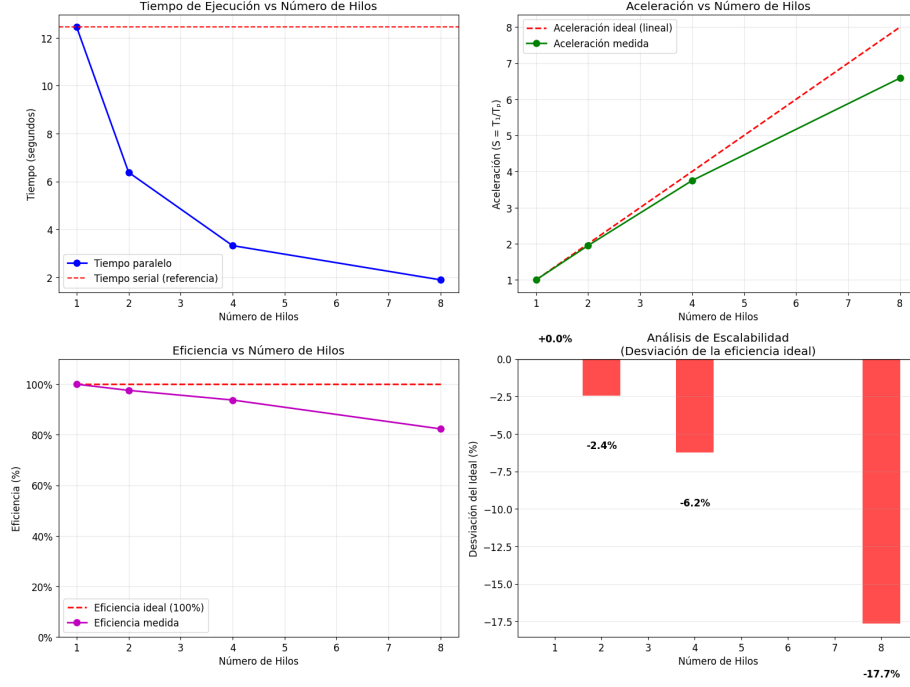 Tiempo de Ejecución vs Número de Hilos
12
10
8
6
4
2
Tiempo (segundos)
Tiempo paralelo
Tiempo serial (referencia)
1 2 3 4 5 6 7 8
Número de Hilos
Aceleración vs Número de Hilos
8
7
6
5
4
3
2
1
Aceleración (S = T₁/Tₚ)
Aceleración ideal (lineal)
Aceleración medida
1 2 3 4 5 6 7 8
Número de Hilos
Eficiencia vs Número de Hilos
100%
80%
60%
40%
20%
0%
Eficiencia (%)
Eficiencia ideal (100%)
Eficiencia medida
1 2 3 4 5 6 7 8
Número de Hilos
Análisis de Escalabilidad
(Desviación de la eficiencia ideal)
+0.0%
0.0
−2.5
−5.0
−7.5
−10.0
−12.5
−15.0
−17.5
Desviación del Ideal (%)
-2.4%
-6.2%
1 2 3 4 5 6 7 8
Número de Hilos
-17.7%